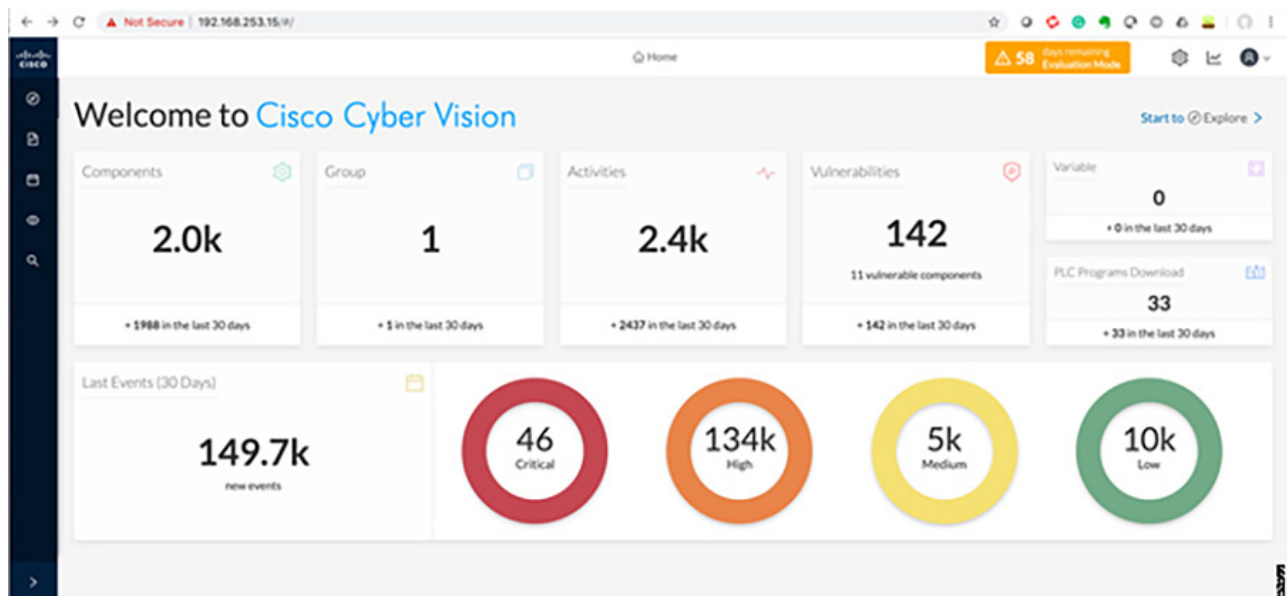 Not Secure | 192.168.253.15/#/
cisco
Home
58 days remaining
Evaluation Mode
Welcome to Cisco Cyber Vision
Start to Explore >
Components
2.0k
+ 1988 in the last 30 days
Group
1
+ 1 in the last 30 days
Activities
2.4k
+ 2437 in the last 30 days
Vulnerabilities
142
11 vulnerable components
+ 142 in the last 30 days
Variable
0
+ 0 in the last 30 days
PLC Programs Download
33
+ 33 in the last 30 days
Last Events (30 Days)
149.7k
new events
46
Critical
134k
High
5k
Medium
10k
Low